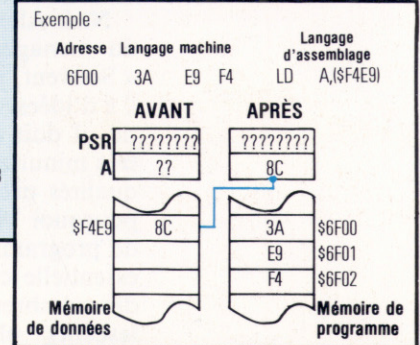 Exemple :
Adresse Langage machine Langage d'assemblage
6F00 3A E9 F4 LD A,($F4E9)
AVANT APRÈS
PSR ???????? ????????
A ?? 8C
$F4E9 8C 3A $6F00
E9 $6F01
F4 $6F02
Mémoire de données Mémoire de programme